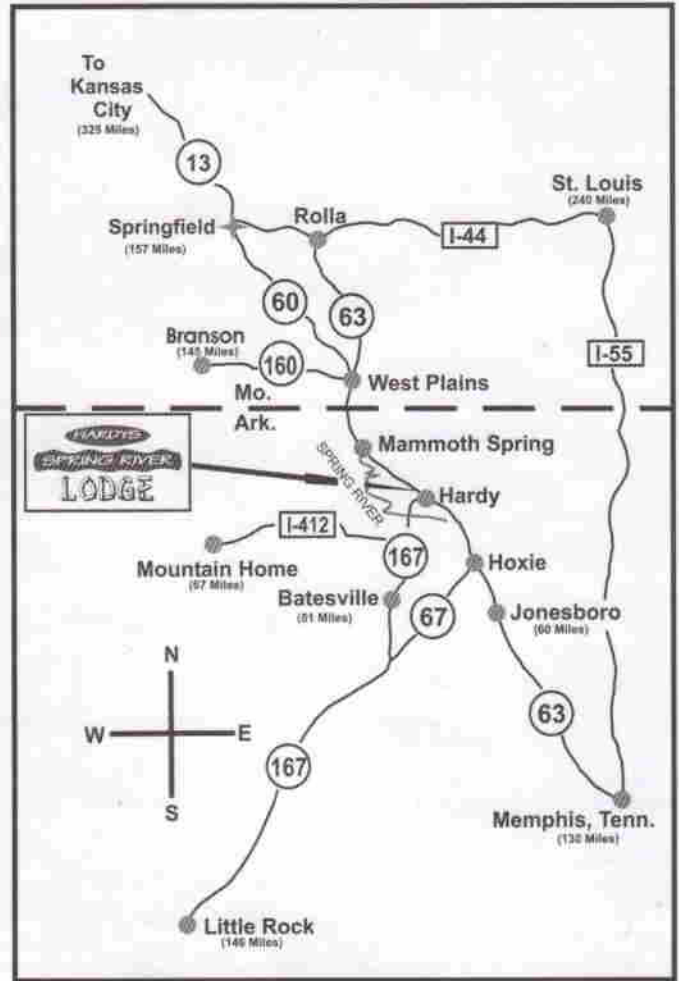 To
Kansas
City
(325 Miles)
13
St. Louis
(240 Miles)
Springfield
(157 Miles)
Rolla
I-44
60
63
Branson
(145 Miles)
160
I-55
West Plains
Mo.
Ark.
HARDYS
SPRING RIVER
LODGE
Mammoth Spring
SPRING RIVER
Hardy
I-412
167
Mountain Home
(67 Miles)
Hoxie
Batesville
(51 Miles)
67
Jonesboro
(60 Miles)
N
W E
S
63
167
Memphis, Tenn.
(130 Miles)
Little Rock
(146 Miles)